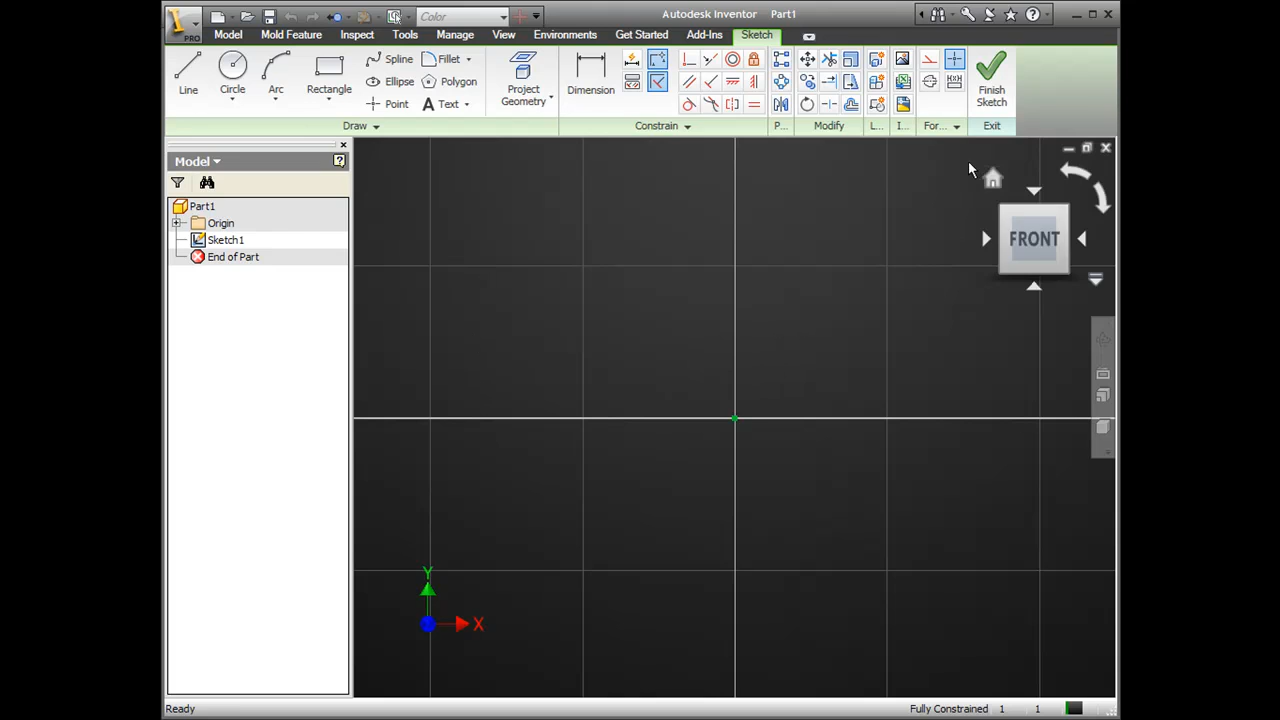 PRO
Color
Autodesk Inventor Part1
Model
Mold Feature
Inspect
Tools
Manage
View
Environments
Get Started
Add-Ins
Sketch
Line
Circle
Arc
Rectangle
Spline
Ellipse
Point
Fillet
Polygon
Text
Project
Geometry
Dimension
Finish
Sketch
Draw
Constrain
P...
Modify
L...
I...
For...
Exit
Model
Part1
Origin
Sketch1
End of Part
FRONT
Y
X
Ready
Fully Constrained 1 1